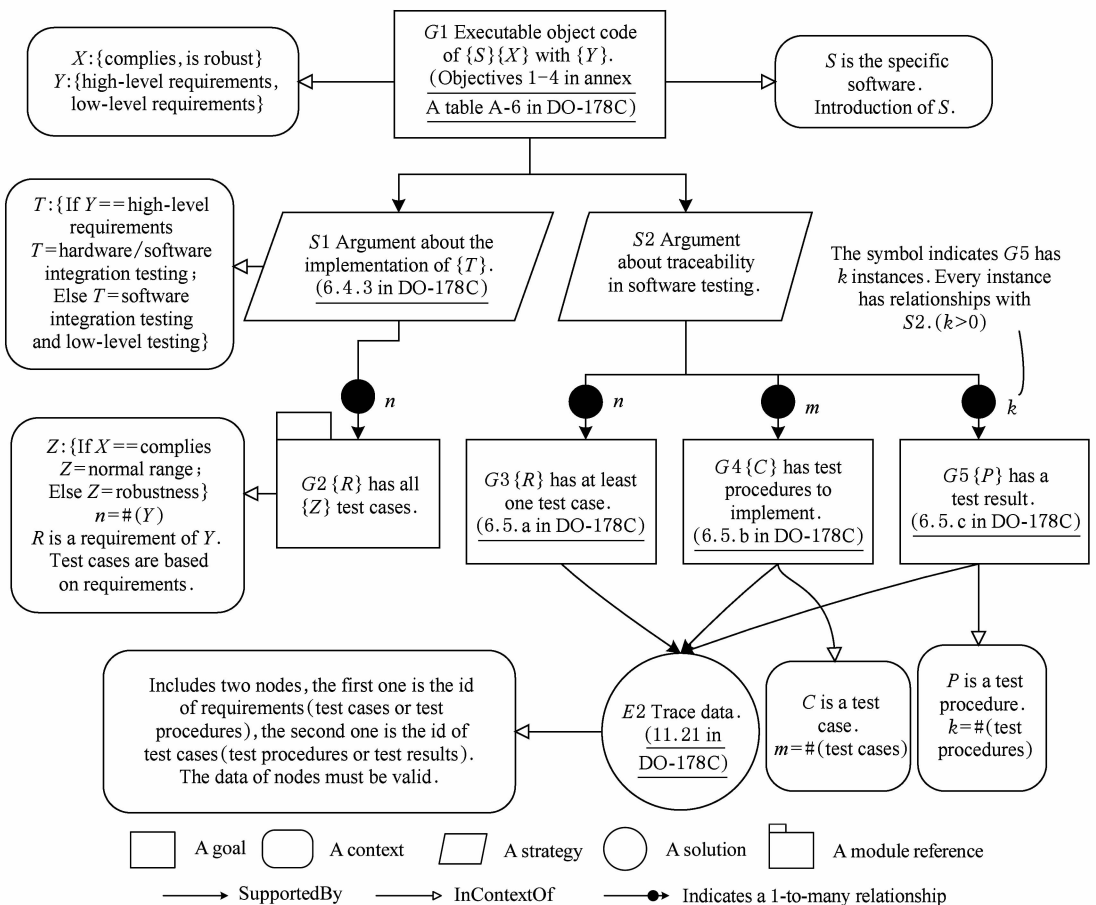 G1 Executable object code
of {S}{X} with {Y}.
(Objectives 1-4 in annex
A table A-6 in DO-178C)
X:{complies, is robust}
Y:{high-level requirements,
low-level requirements}
S is the specific
software.
Introduction of S.
T:{If Y==high-level
requirements
T=hardware/software
integration testing;
Else T=software
integration testing
and low-level testing}
S1 Argument about the
implementation of {T}.
(6.4.3 in DO-178C)
S2 Argument
about traceability
in software testing.
The symbol indicates G5 has
k instances. Every instance
has relationships with
S2.(k>0)
n
n
m
k
Z:{If X==complies
Z=normal range;
Else Z=robustness}
n=#(Y)
R is a requirement of Y.
Test cases are based
on requirements.
G2{R} has all
{Z} test cases.
G3{R} has at least
one test case.
(6.5.a in DO-178C)
G4{C} has test
procedures to
implement.
(6.5.b in DO-178C)
G5{P} has a
test result.
(6.5.c in DO-178C)
Includes two nodes, the first one is the id
of requirements(test cases or test
procedures), the second one is the id of
test cases(test procedures or test results).
The data of nodes must be valid.
E2 Trace data.
(11.21 in
DO-178C)
C is a test
case.
m=#(test cases)
P is a test
procedure.
k=#(test
procedures)
A goal
A context
A strategy
A solution
A module reference
SupportedBy
InContextOf
Indicates a 1-to-many relationship